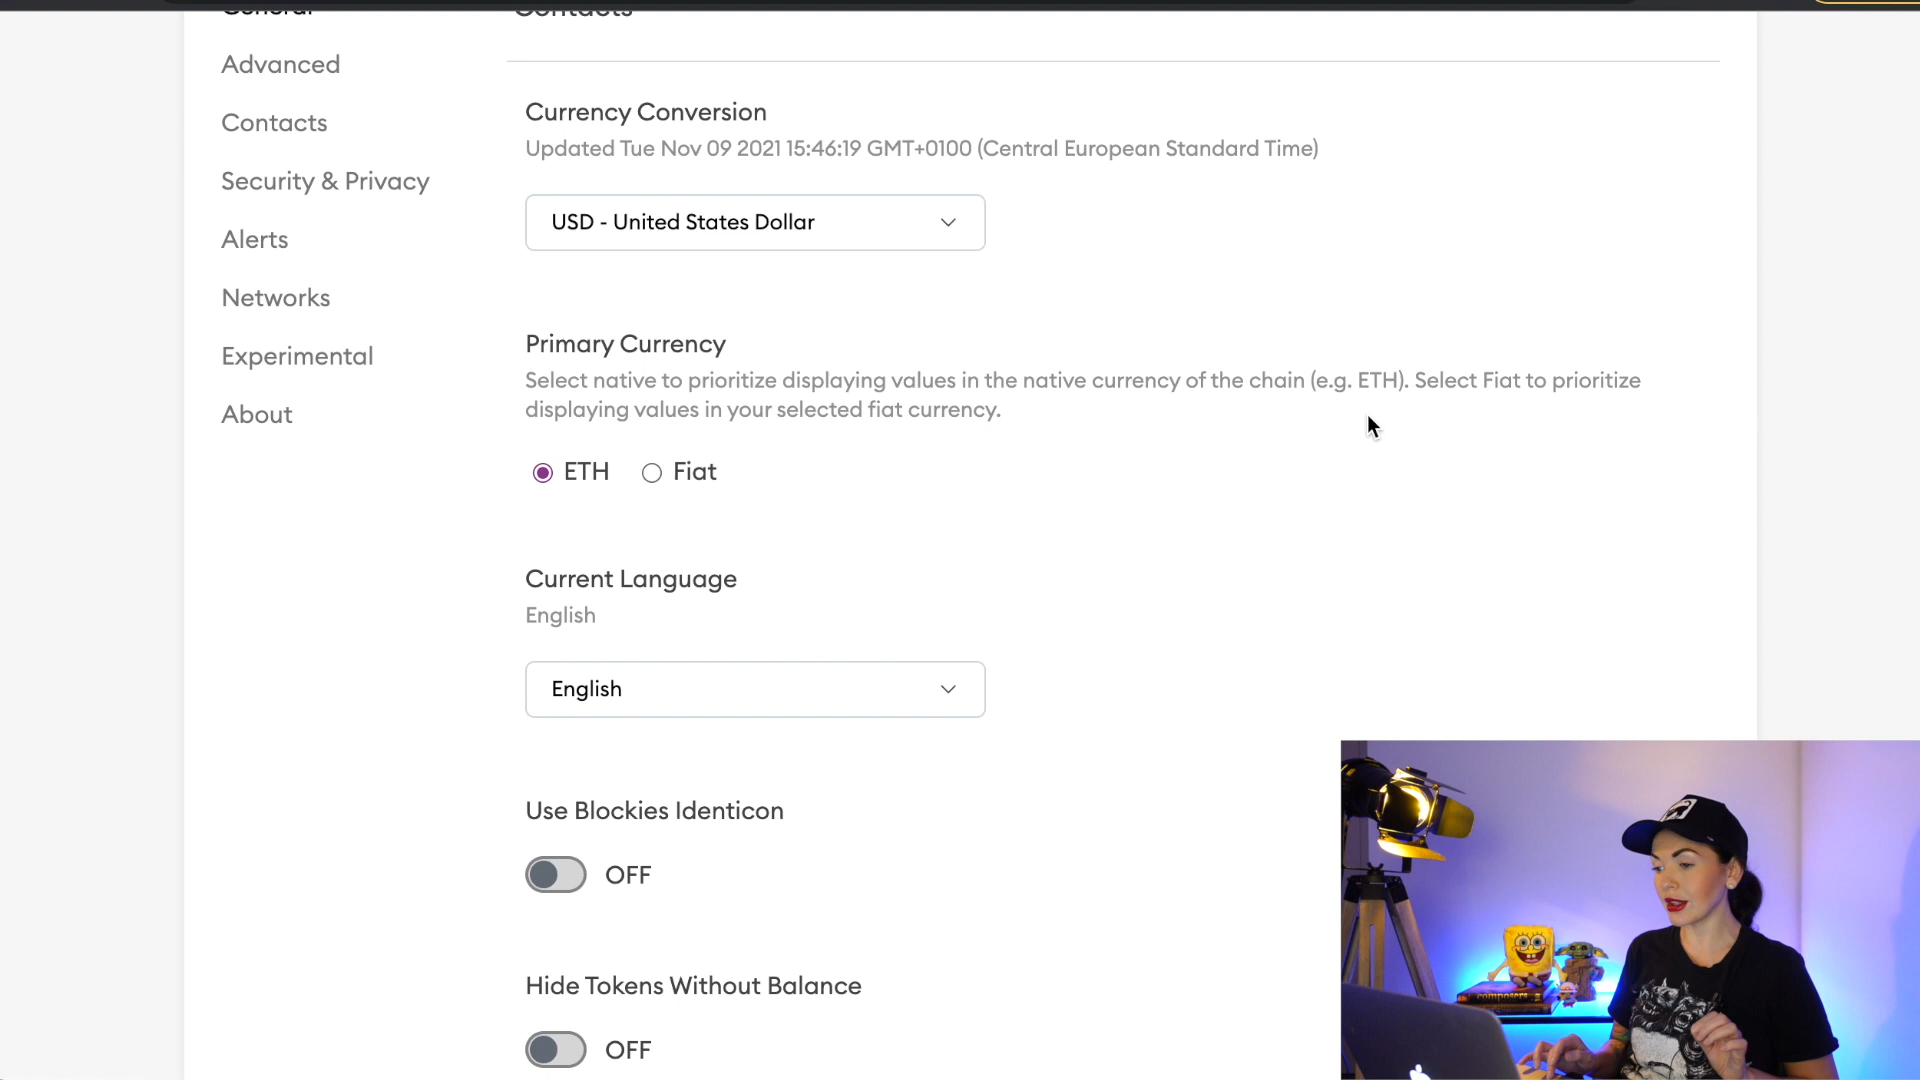 General
Contacts
Advanced
Contacts
Security & Privacy
Alerts
Networks
Experimental
About
Currency Conversion
Updated Tue Nov 09 2021 15:46:19 GMT+0100 (Central European Standard Time)
USD - United States Dollar
Primary Currency
Select native to prioritize displaying values in the native currency of the chain (e.g. ETH). Select Fiat to prioritize
displaying values in your selected fiat currency.
ETH
Fiat
Current Language
English
English
Use Blockies Identicon
OFF
Hide Tokens Without Balance
OFF
composers